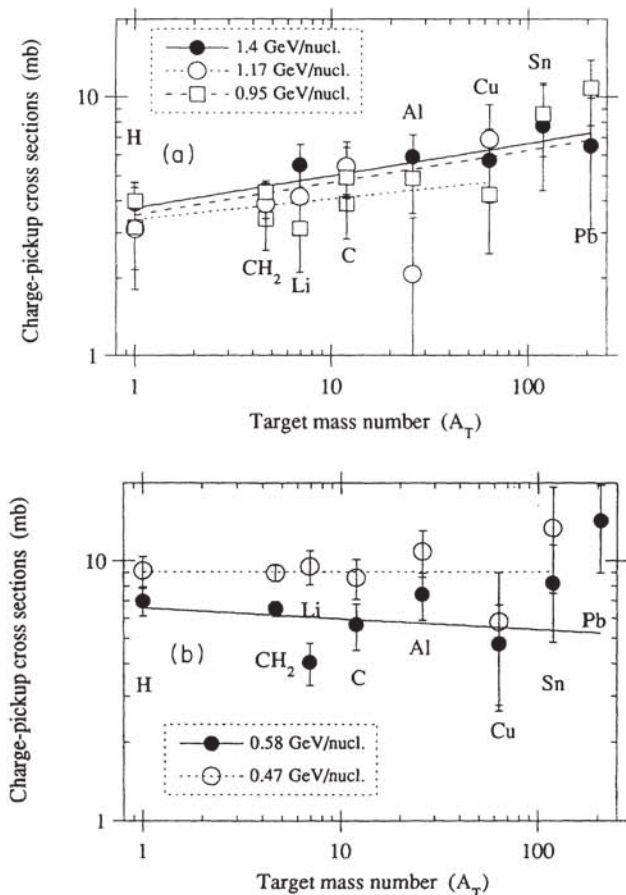 10
1
Charge-pickup cross sections (mb)
1.4 GeV/nucl.
1.17 GeV/nucl.
0.95 GeV/nucl.
(a)
H
CH2
Li
C
Al
Cu
Sn
Pb
1
10
100
Target mass number (AT)
10
1
Charge-pickup cross sections (mb)
(b)
H
CH2
Li
C
Al
Cu
Sn
Pb
0.58 GeV/nucl.
0.47 GeV/nucl.
1
10
100
Target mass number (AT)